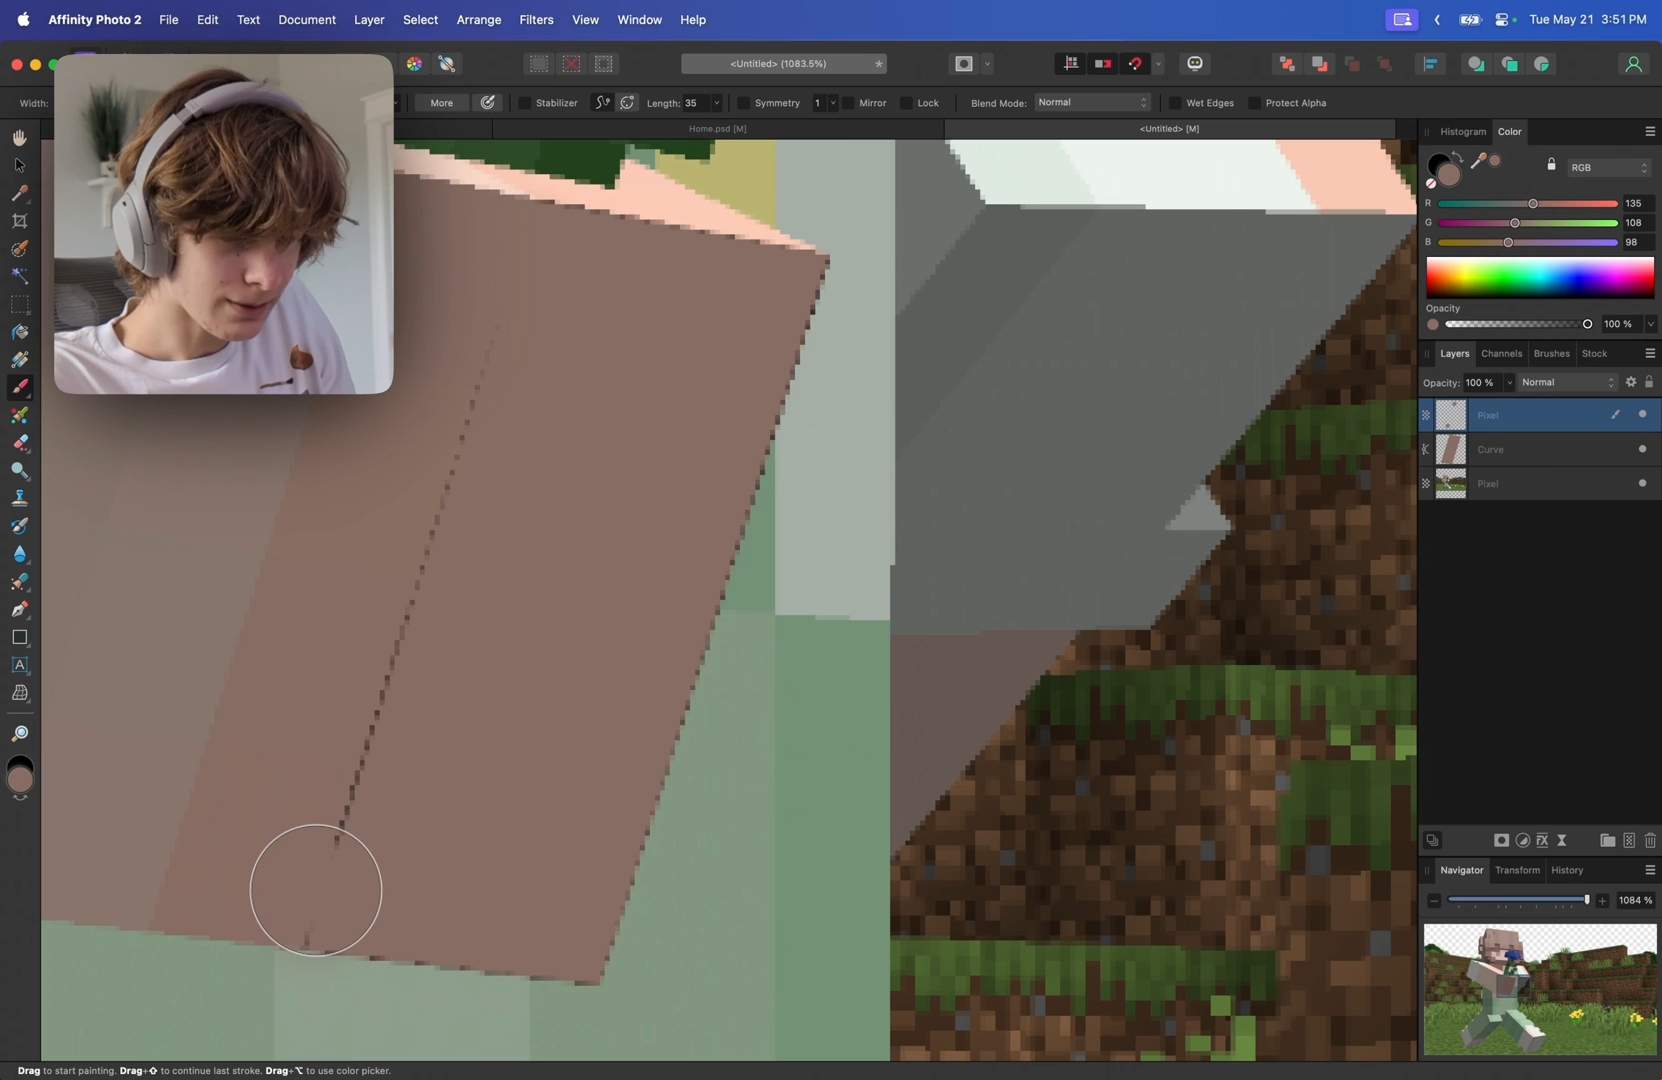 Affinity Photo 2 File Edit Text Document Layer Select Arrange Filters View Window Help Tue May 21 3:51 PM
<Untitled> (1083.5%) *
Width: More Stabilizer Length: 35 Symmetry 1 Mirror Lock Blend Mode: Normal Wet Edges Protect Alpha
Home.psd [M] <Untitled> [M]
Histogram Color
RGB
R 135
G 108
B 98
Opacity
100 %
Layers Channels Brushes Stock
Opacity: 100 % Normal
Pixel
Curve
Pixel
A
FX
Navigator Transform History
1084 %
Drag to start painting. Drag+⇧ to continue last stroke. Drag+⌥ to use color picker.